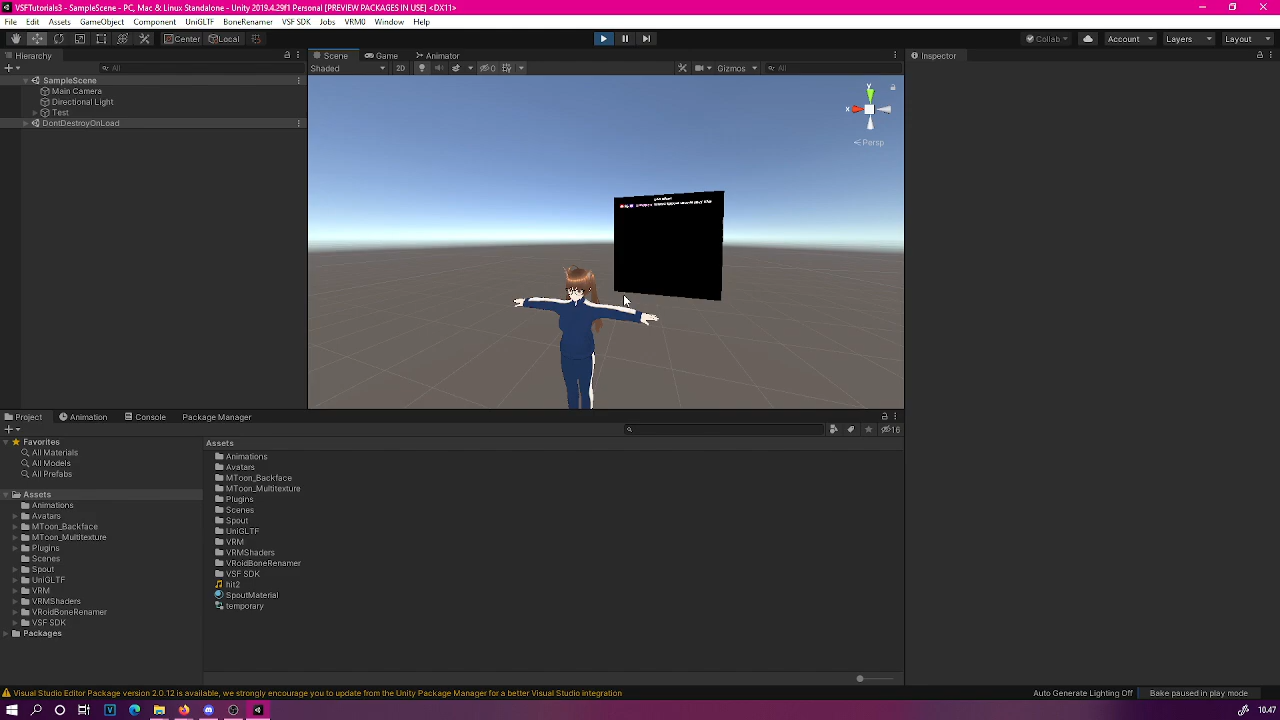 VSFTutorials3 - SampleScene - PC, Mac & Linux Standalone - Unity 2019.4.29f1 Personal [PREVIEW PACKAGES IN USE] <DX11>
File Edit Assets GameObject Component UniGLTF BoneRenamer VSF SDK Jobs VRM0 Window Help
Center Local Collab Account Layers Layout
Hierarchy Scene Game Animator Inspector
All Shaded 2D 0 Gizmos All
SampleScene
Main Camera
Directional Light
Test
DontDestroyOnLoad
y
x
Persp
Project Animation Console Package Manager
16
Favorites
All Materials
All Models
All Prefabs
Assets
Animations
Avatars
MToon_Backface
MToon_Multitexture
Plugins
Scenes
Spout
UniGLTF
VRM
VRMShaders
VRoidBoneRenamer
VSF SDK
Packages
Assets
Animations
Avatars
MToon_Backface
MToon_Multitexture
Plugins
Scenes
Spout
UniGLTF
VRM
VRMShaders
VRoidBoneRenamer
VSF SDK
hit2
SpoutMaterial
temporary
Visual Studio Editor Package version 2.0.12 is available, we strongly encourage you to update from the Unity Package Manager for a better Visual Studio integration
Auto Generate Lighting Off Bake paused in play mode
10.47